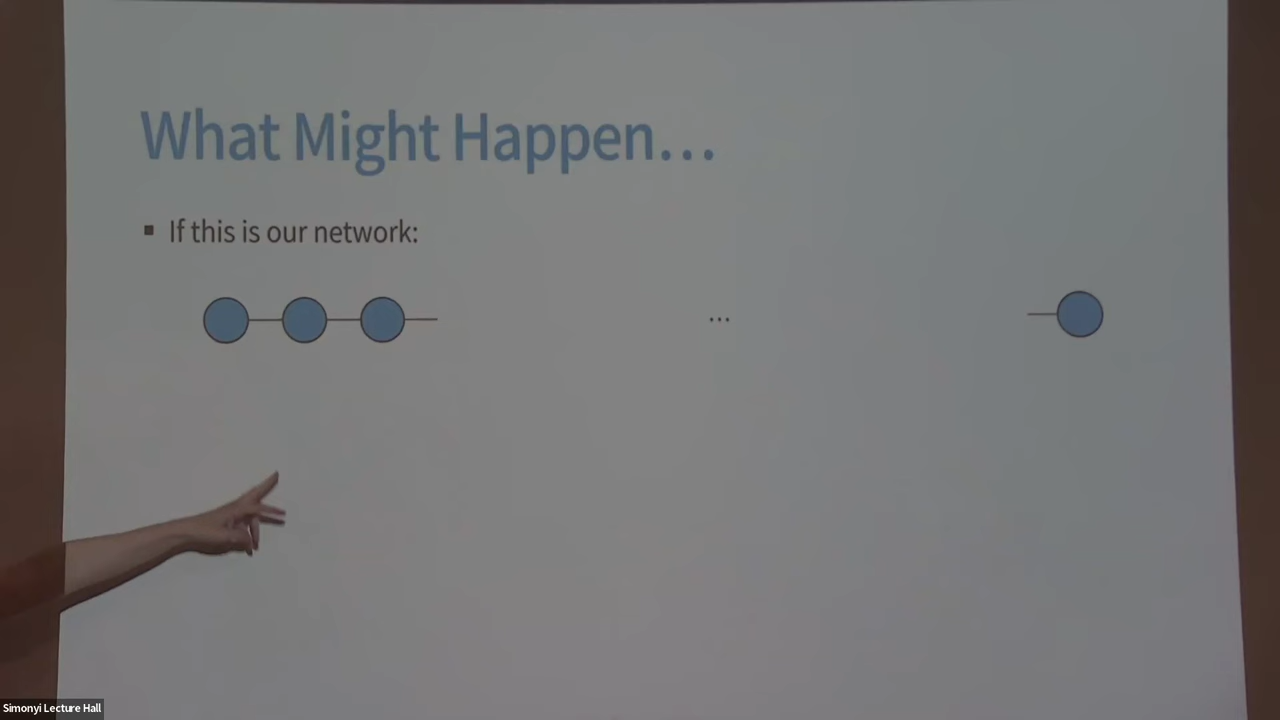 What Might Happen...
▪ If this is our network:
...
Simonyi Lecture Hall